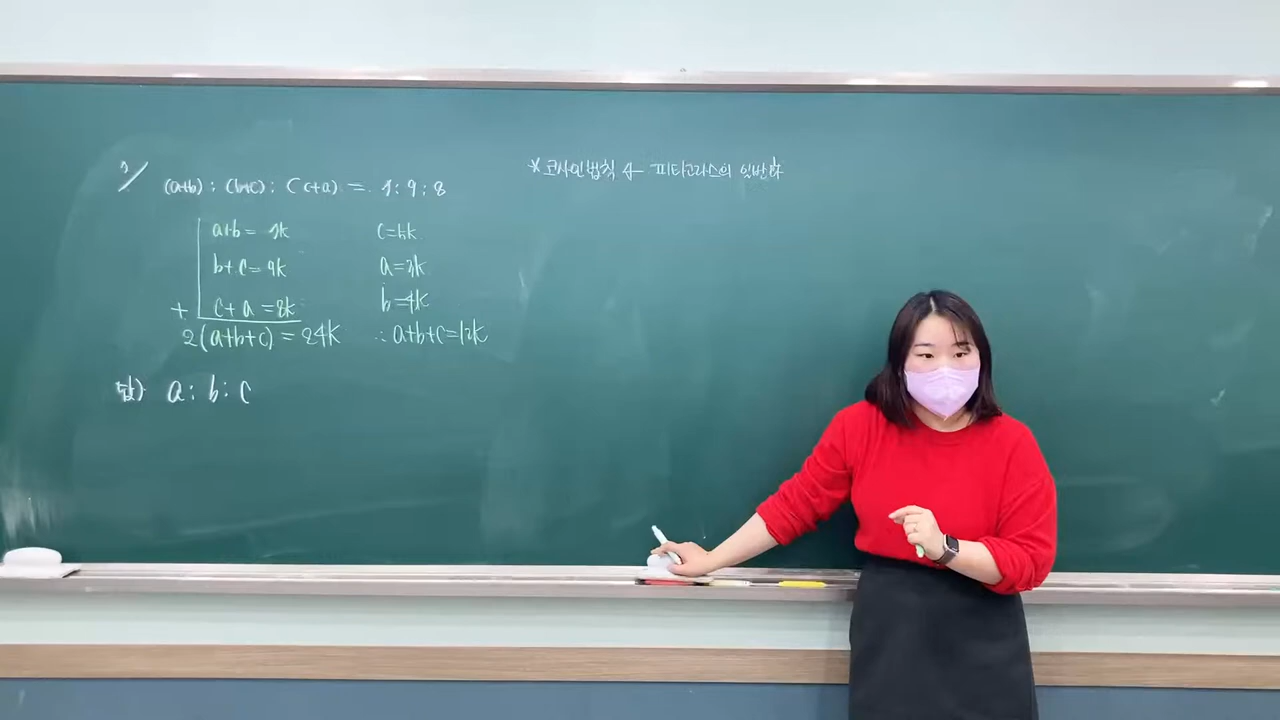 (a+b) : (b+c) : (c+a) = 7 : 9 : 8
a+b = 7k
b+c = 9k
+ c+a = 8k
2(a+b+c) = 24k
c=5k
a=3k
b=4k
∴ a+b+c=12k
답) a : b : c
*코사인법칙 ← 피타고라스의 일반화